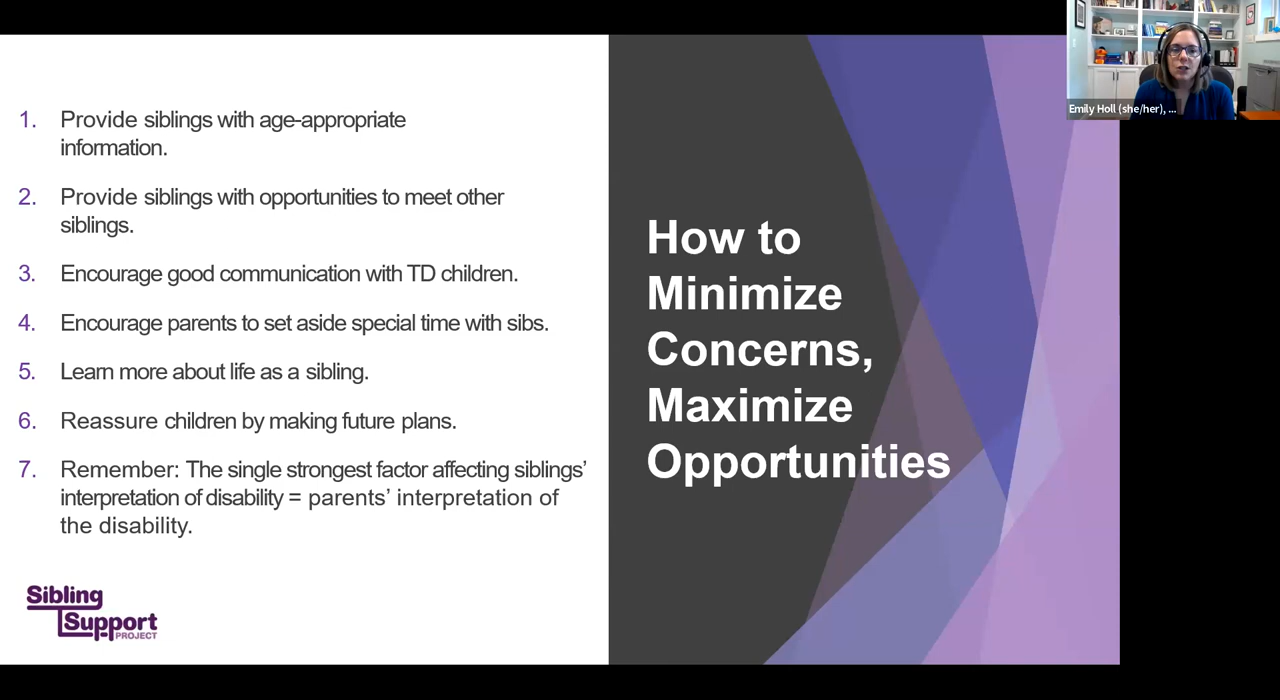 1. Provide siblings with age-appropriate
information.
2. Provide siblings with opportunities to meet other
siblings.
3. Encourage good communication with TD children.
4. Encourage parents to set aside special time with sibs.
5. Learn more about life as a sibling.
6. Reassure children by making future plans.
7. Remember: The single strongest factor affecting siblings’
interpretation of disability = parents’ interpretation of
the disability.
Sibling
Support
PROJECT
How to
Minimize
Concerns,
Maximize
Opportunities
Emily Holl (she/her), ...